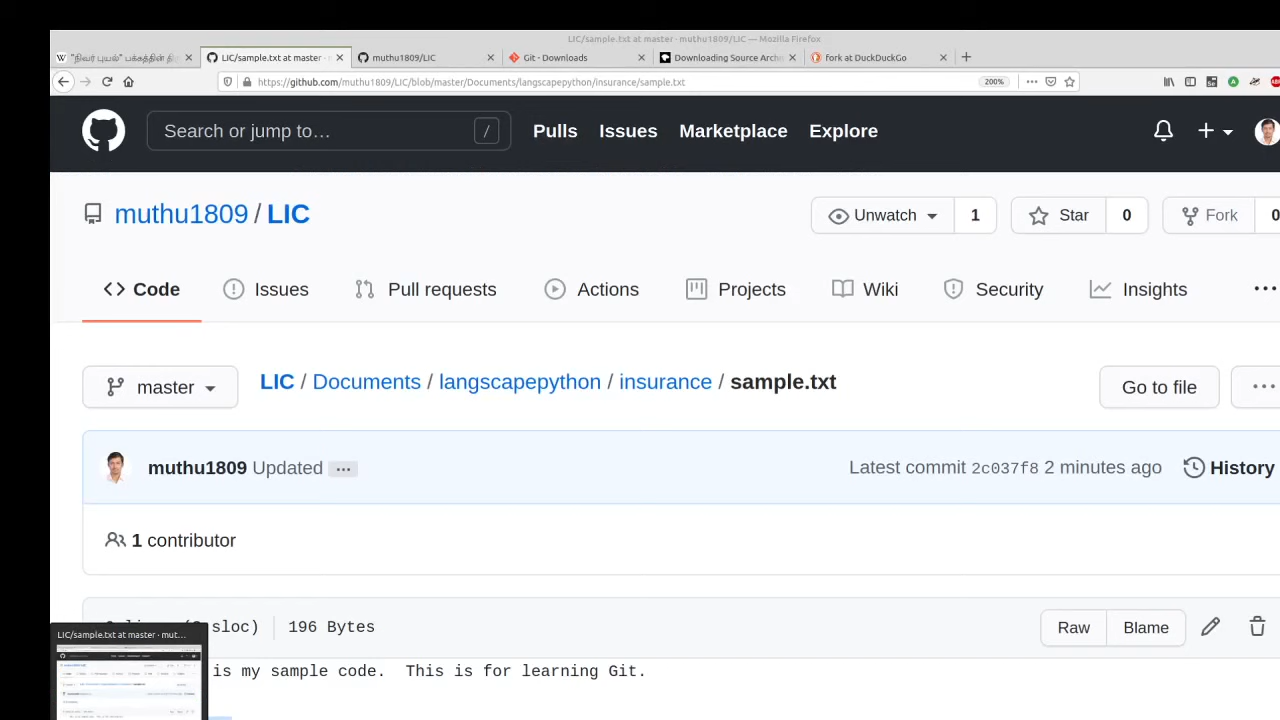 LIC/sample.txt at master · muthu1809/LIC — Mozilla Firefox
W "நிவர் புயல்" பக்கத்தின்
LIC/sample.txt at master
muthu1809/LIC
Git - Downloads
Downloading Source Archi
fork at DuckDuckGo
https://github.com/muthu1809/LIC/blob/master/Documents/langscapepython/insurance/sample.txt 200%
Search or jump to… / Pulls Issues Marketplace Explore
muthu1809 / LIC Unwatch 1 Star 0 Fork 0
Code Issues Pull requests Actions Projects Wiki Security Insights
master LIC / Documents / langscapepython / insurance / sample.txt Go to file
muthu1809 Updated Latest commit 2c037f8 2 minutes ago History
1 contributor
sloc) 196 Bytes Raw Blame
LIC/sample.txt at master · mut...
is my sample code. This is for learning Git.